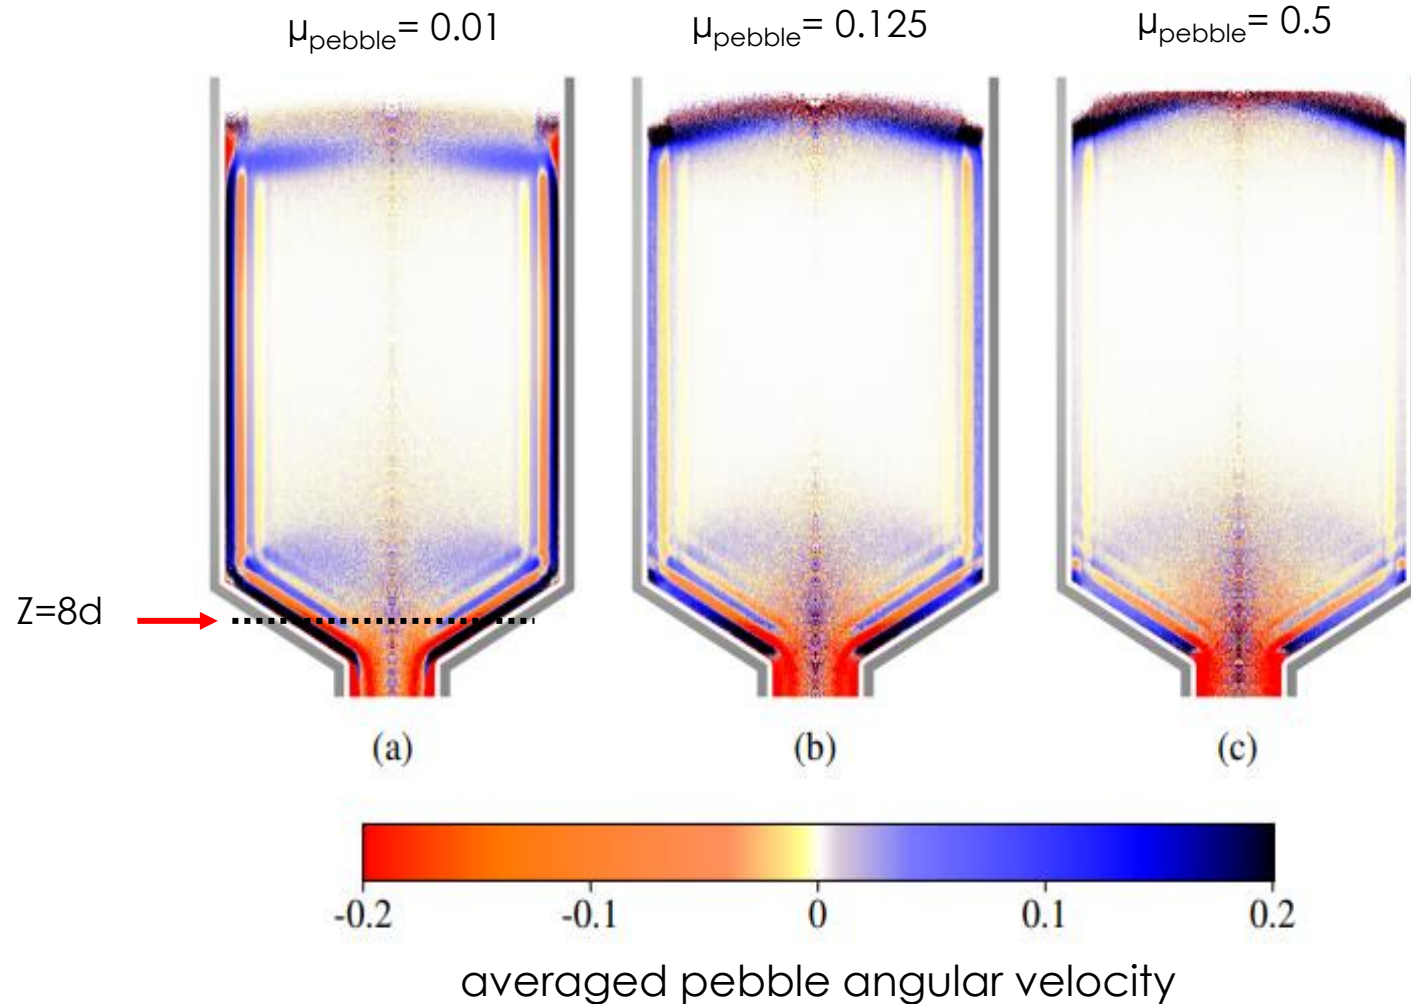 μpebble= 0.01 μpebble= 0.125 μpebble= 0.5
Z=8d
(a) (b) (c)
-0.2 -0.1 0 0.1 0.2
averaged pebble angular velocity